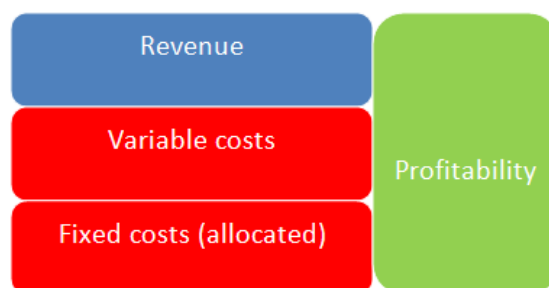 Revenue
Variable costs
Profitability
Fixed costs (allocated)